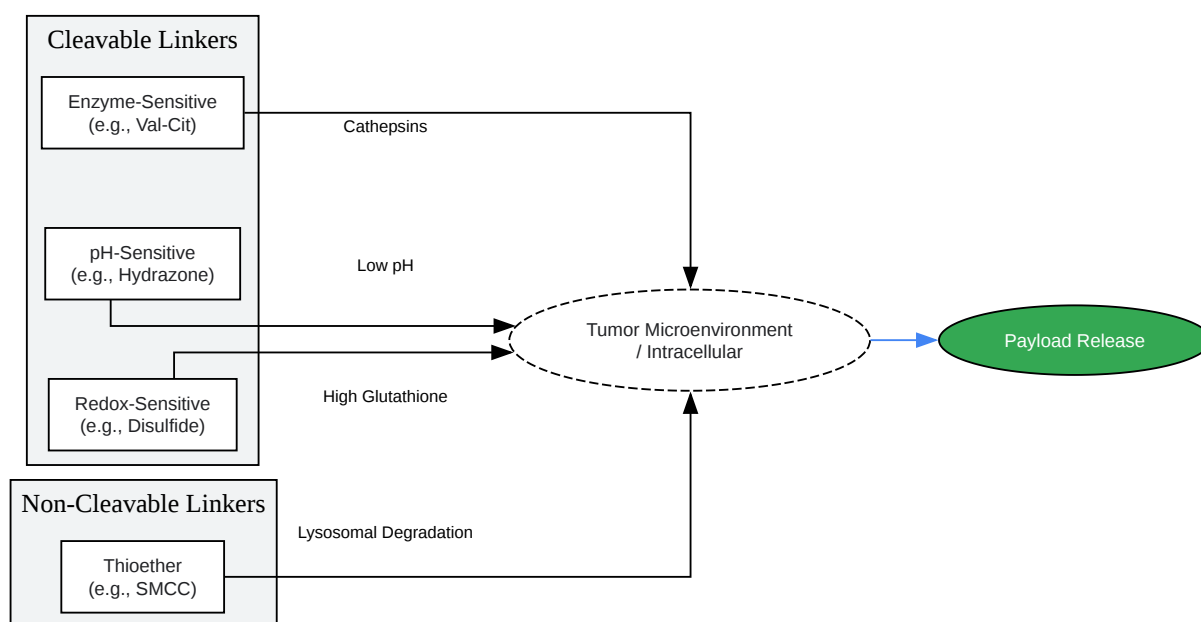 Cleavable Linkers
Enzyme-Sensitive
(e.g., Val-Cit)
Cathepsins
pH-Sensitive
(e.g., Hydrazone)
Low pH
Redox-Sensitive
(e.g., Disulfide)
High Glutathione
Tumor Microenvironment
/ Intracellular
Payload Release
Non-Cleavable Linkers
Thioether
(e.g., SMCC)
Lysosomal Degradation